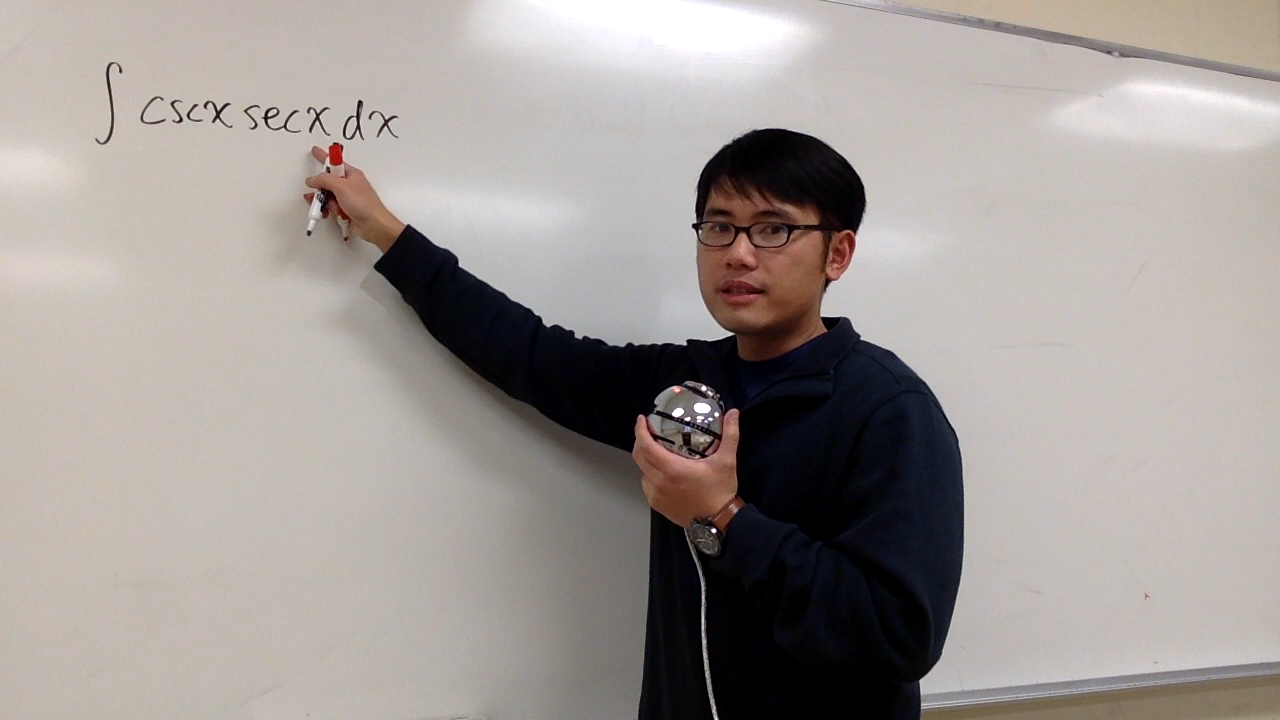 ∫ cscx secx dx